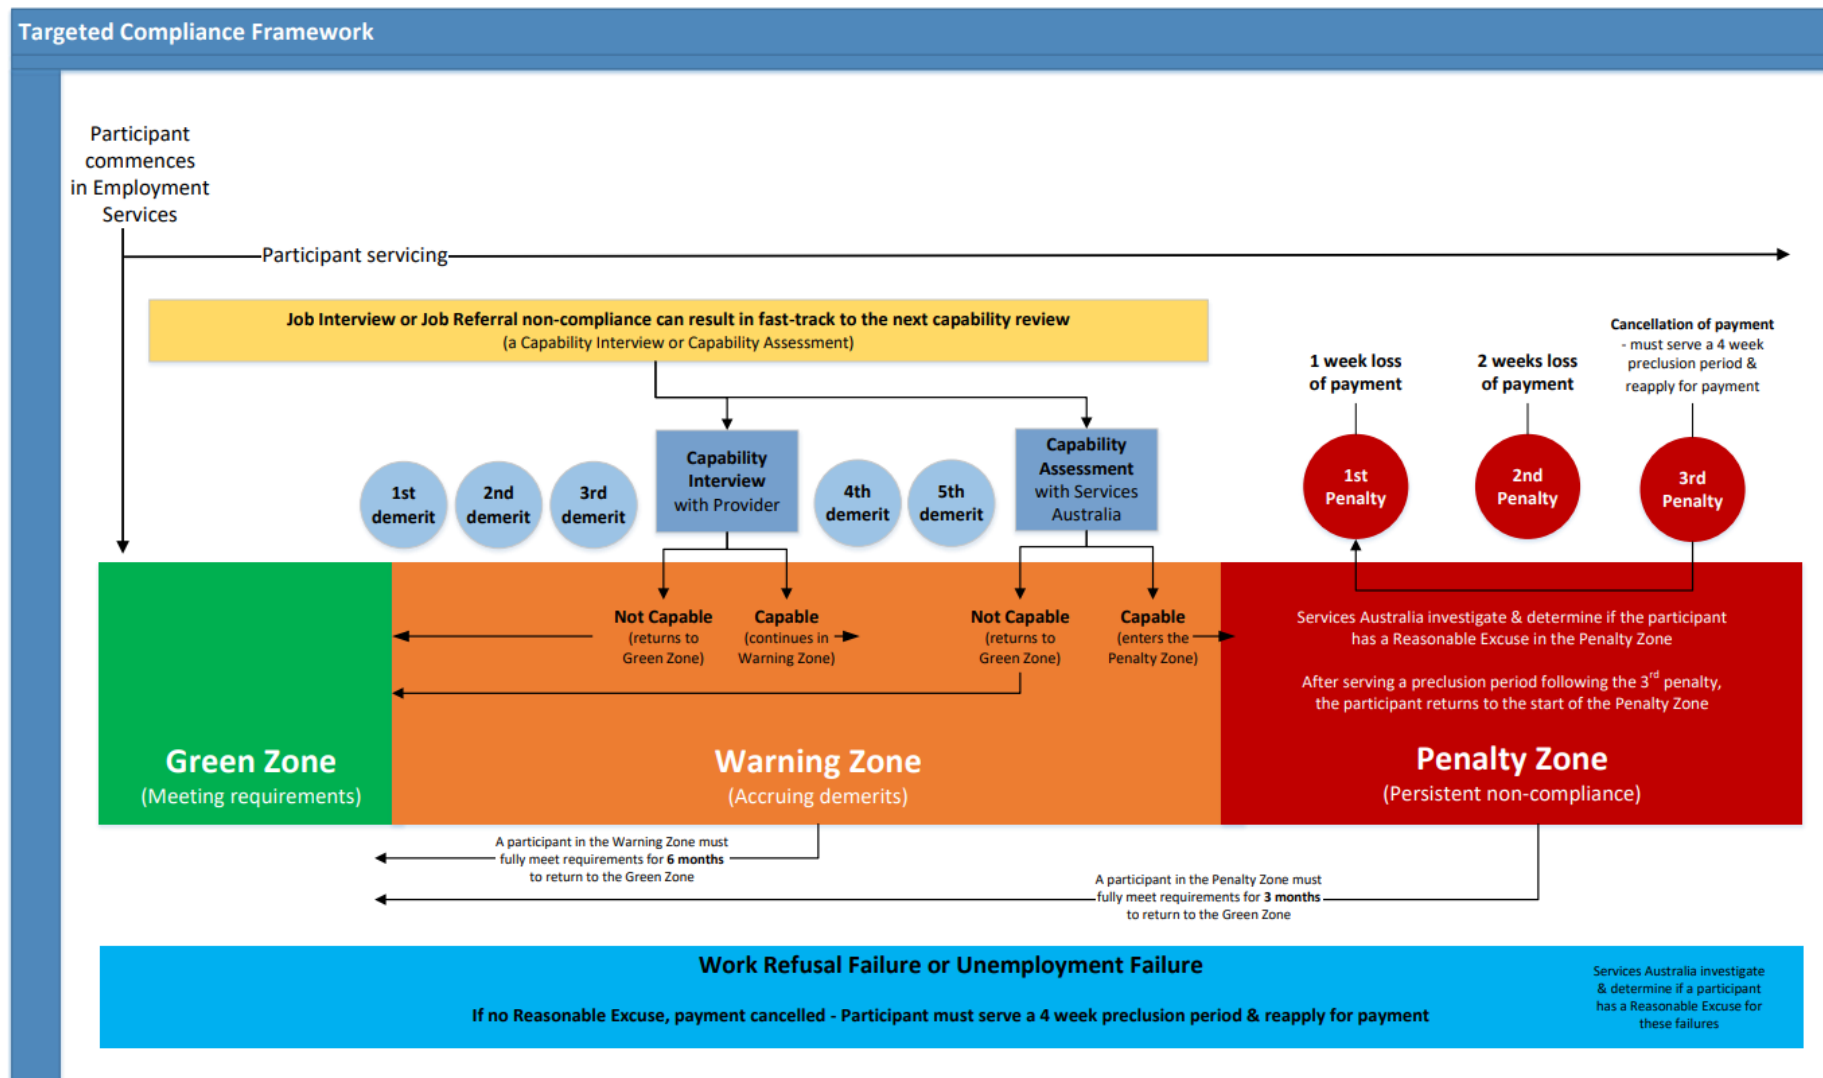 Targeted Compliance Framework
Participant
commences
in Employment
Services
Participant servicing
Job Interview or Job Referral non-compliance can result in fast-track to the next capability review
(a Capability Interview or Capability Assessment)
1st
demerit
2nd
demerit
3rd
demerit
Capability
Interview
with Provider
4th
demerit
5th
demerit
Capability
Assessment
with Services
Australia
1 week loss
of payment
2 weeks loss
of payment
Cancellation of payment
- must serve a 4 week
preclusion period &
reapply for payment
1st
Penalty
2nd
Penalty
3rd
Penalty
Not Capable
(returns to
Green Zone)
Capable
(continues in
Warning Zone)
Not Capable
(returns to
Green Zone)
Capable
(enters the
Penalty Zone)
Services Australia investigate & determine if the participant
has a Reasonable Excuse in the Penalty Zone
After serving a preclusion period following the 3rd penalty,
the participant returns to the start of the Penalty Zone
Green Zone
(Meeting requirements)
Warning Zone
(Accruing demerits)
Penalty Zone
(Persistent non-compliance)
A participant in the Warning Zone must
fully meet requirements for 6 months
to return to the Green Zone
A participant in the Penalty Zone must
fully meet requirements for 3 months
to return to the Green Zone
Work Refusal Failure or Unemployment Failure
If no Reasonable Excuse, payment cancelled - Participant must serve a 4 week preclusion period & reapply for payment
Services Australia investigate
& determine if a participant
has a Reasonable Excuse for
these failures